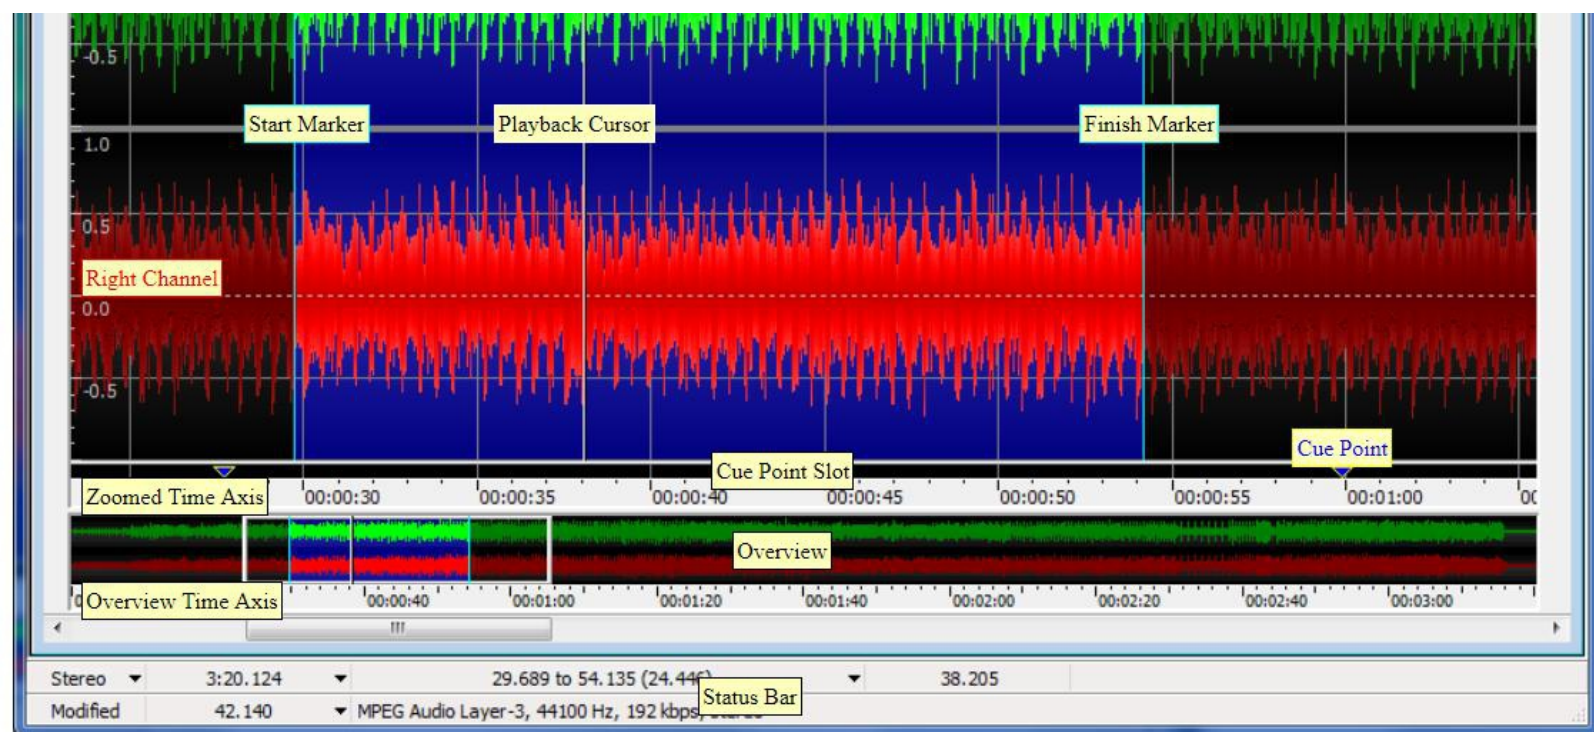 -0.5
Start Marker
Playback Cursor
Finish Marker
1.0
0.5
Right Channel
0.0
-0.5
Cue Point
Cue Point Slot
Zoomed Time Axis
00:00:30
00:00:35
00:00:40
00:00:45
00:00:50
00:00:55
00:01:00
Overview
Overview Time Axis
00:00:40
00:01:00
00:01:20
00:01:40
00:02:00
00:02:20
00:02:40
00:03:00
Stereo 3:20.124 29.689 to 54.135 (24.446) 38.205
Status Bar
Modified 42.140 MPEG Audio Layer-3, 44100 Hz, 192 kbps,